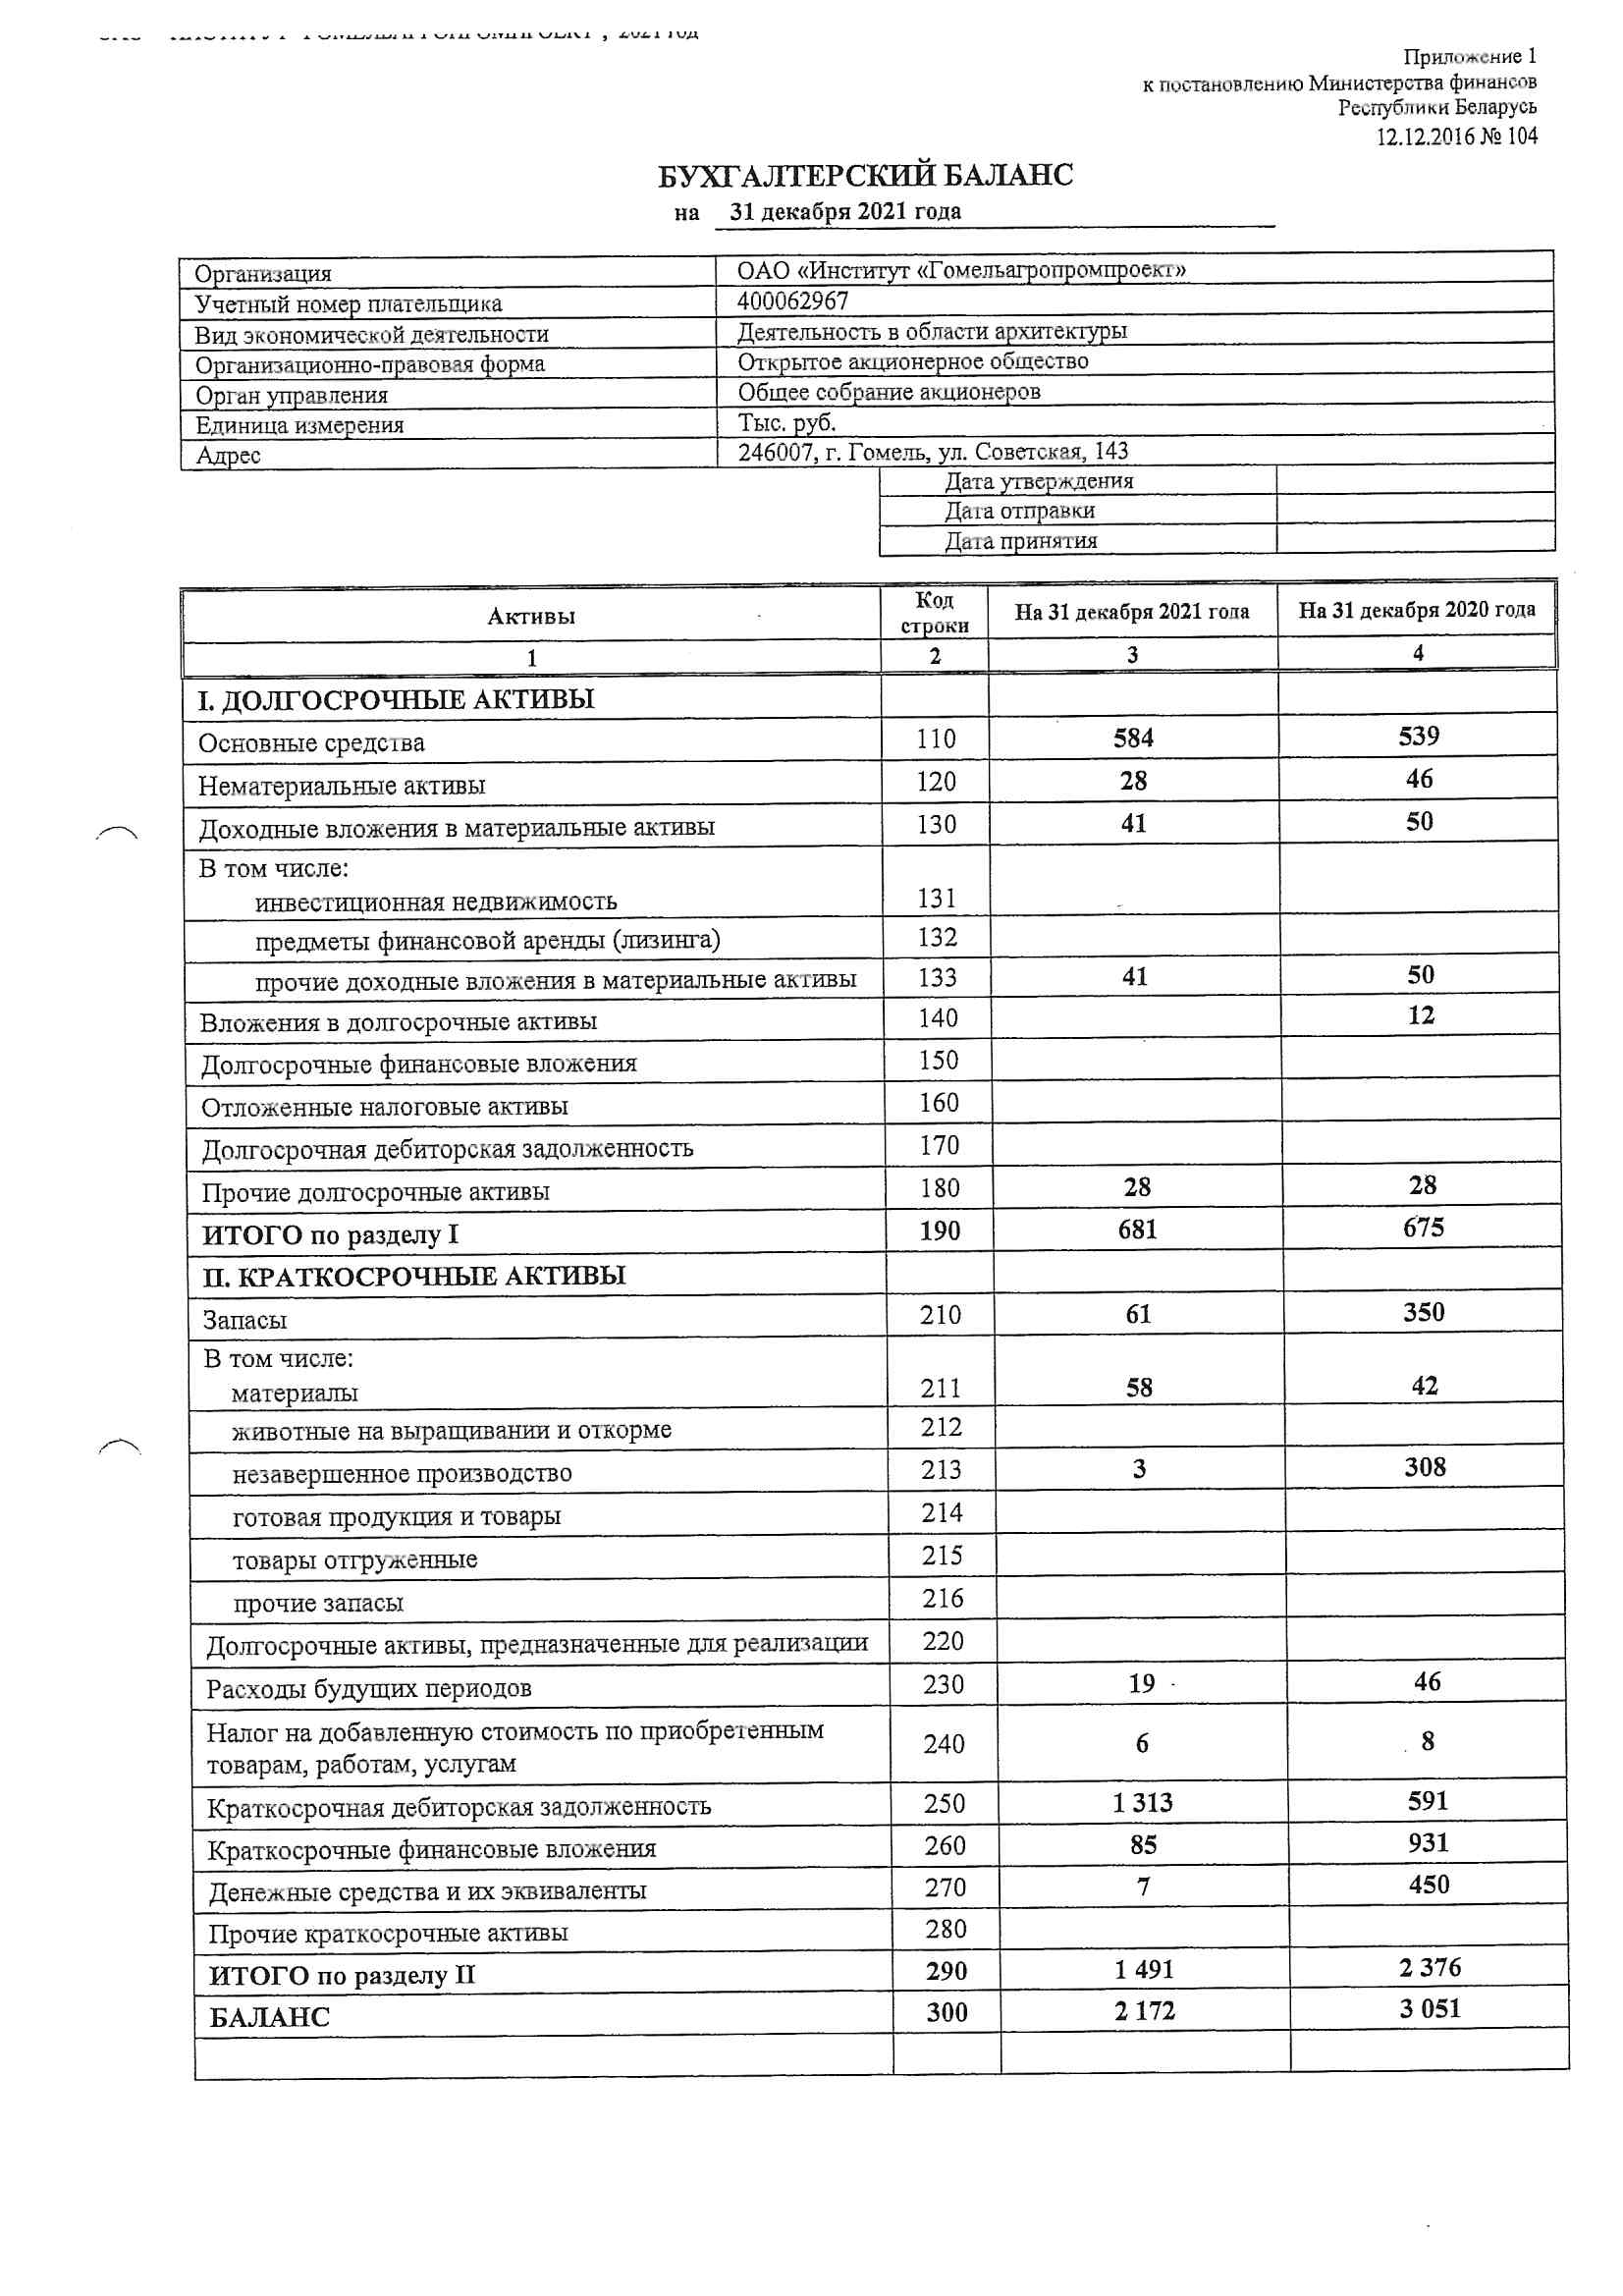 2021 год
Приложение 1
к постановлению Министерства финансов
Республики Беларусь
12.12.2016 № 104
БУХГАЛТЕРСКИЙ БАЛАНС
на 31 декабря 2021 года
Организация ОАО «Институт «Гомельагропромпроект»
Учетный номер плательщика 400062967
Вид экономической деятельности Деятельность в области архитектуры
Организационно-правовая форма Открытое акционерное общество
Орган управления Общее собрание акционеров
Единица измерения Тыс. руб.
Адрес 246007, г. Гомель, ул. Советская, 143
Дата утверждения
Дата отправки
Дата принятия
Активы Код строки На 31 декабря 2021 года На 31 декабря 2020 года
1 2 3 4
I. ДОЛГОСРОЧНЫЕ АКТИВЫ
Основные средства 110 584 539
Нематериальные активы 120 28 46
Доходные вложения в материальные активы 130 41 50
В том числе:
инвестиционная недвижимость 131
предметы финансовой аренды (лизинга) 132
прочие доходные вложения в материальные активы 133 41 50
Вложения в долгосрочные активы 140 12
Долгосрочные финансовые вложения 150
Отложенные налоговые активы 160
Долгосрочная дебиторская задолженность 170
Прочие долгосрочные активы 180 28 28
ИТОГО по разделу I 190 681 675
II. КРАТКОСРОЧНЫЕ АКТИВЫ
Запасы 210 61 350
В том числе:
материалы 211 58 42
животные на выращивании и откорме 212
незавершенное производство 213 3 308
готовая продукция и товары 214
товары отгруженные 215
прочие запасы 216
Долгосрочные активы, предназначенные для реализации 220
Расходы будущих периодов 230 19 46
Налог на добавленную стоимость по приобретенным
товарам, работам, услугам 240 6 8
Краткосрочная дебиторская задолженность 250 1 313 591
Краткосрочные финансовые вложения 260 85 931
Денежные средства и их эквиваленты 270 7 450
Прочие краткосрочные активы 280
ИТОГО по разделу II 290 1 491 2 376
БАЛАНС 300 2 172 3 051